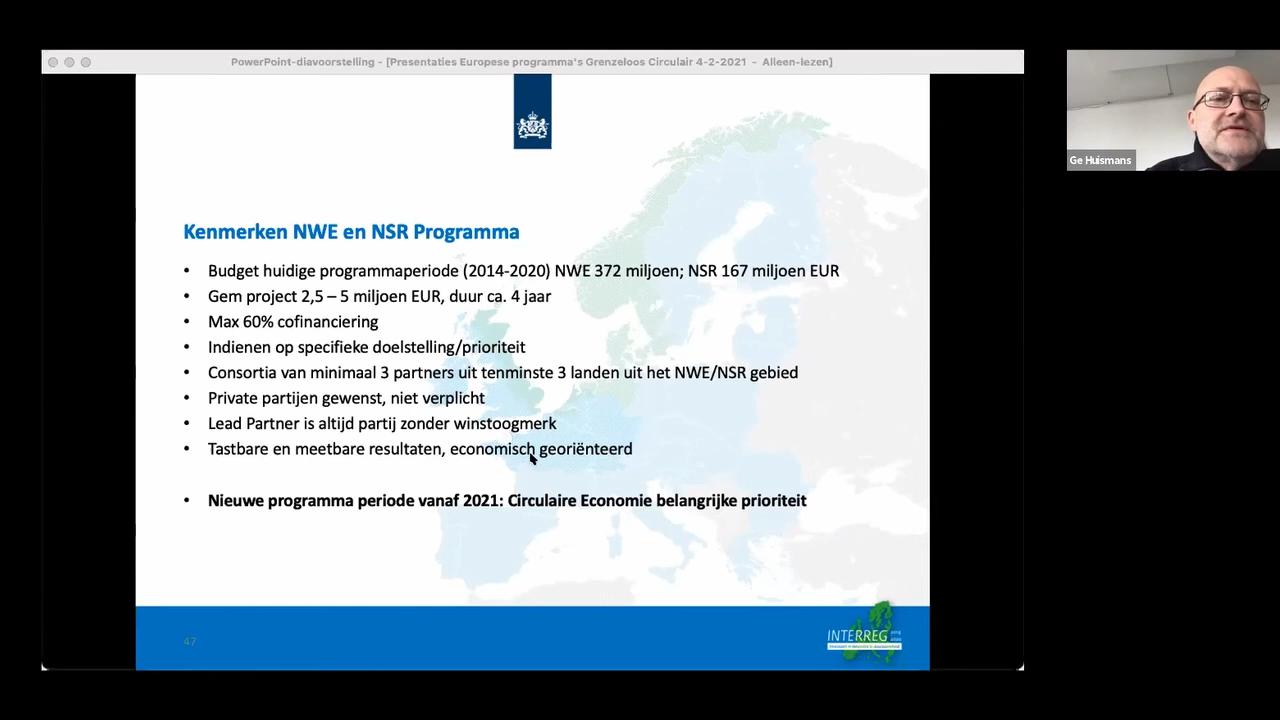 PowerPoint-diavoorstelling - [Presentaties Europese programma's Grenzeloos Circulair 4-2-2021 - Alleen-lezen]
Ge Huismans
Kenmerken NWE en NSR Programma
• Budget huidige programmaperiode (2014-2020) NWE 372 miljoen; NSR 167 miljoen EUR
• Gem project 2,5 – 5 miljoen EUR, duur ca. 4 jaar
• Max 60% cofinanciering
• Indienen op specifieke doelstelling/prioriteit
• Consortia van minimaal 3 partners uit tenminste 3 landen uit het NWE/NSR gebied
• Private partijen gewenst, niet verplicht
• Lead Partner is altijd partij zonder winstoogmerk
• Tastbare en meetbare resultaten, economisch georiënteerd
• Nieuwe programma periode vanaf 2021: Circulaire Economie belangrijke prioriteit
47
INTERREG